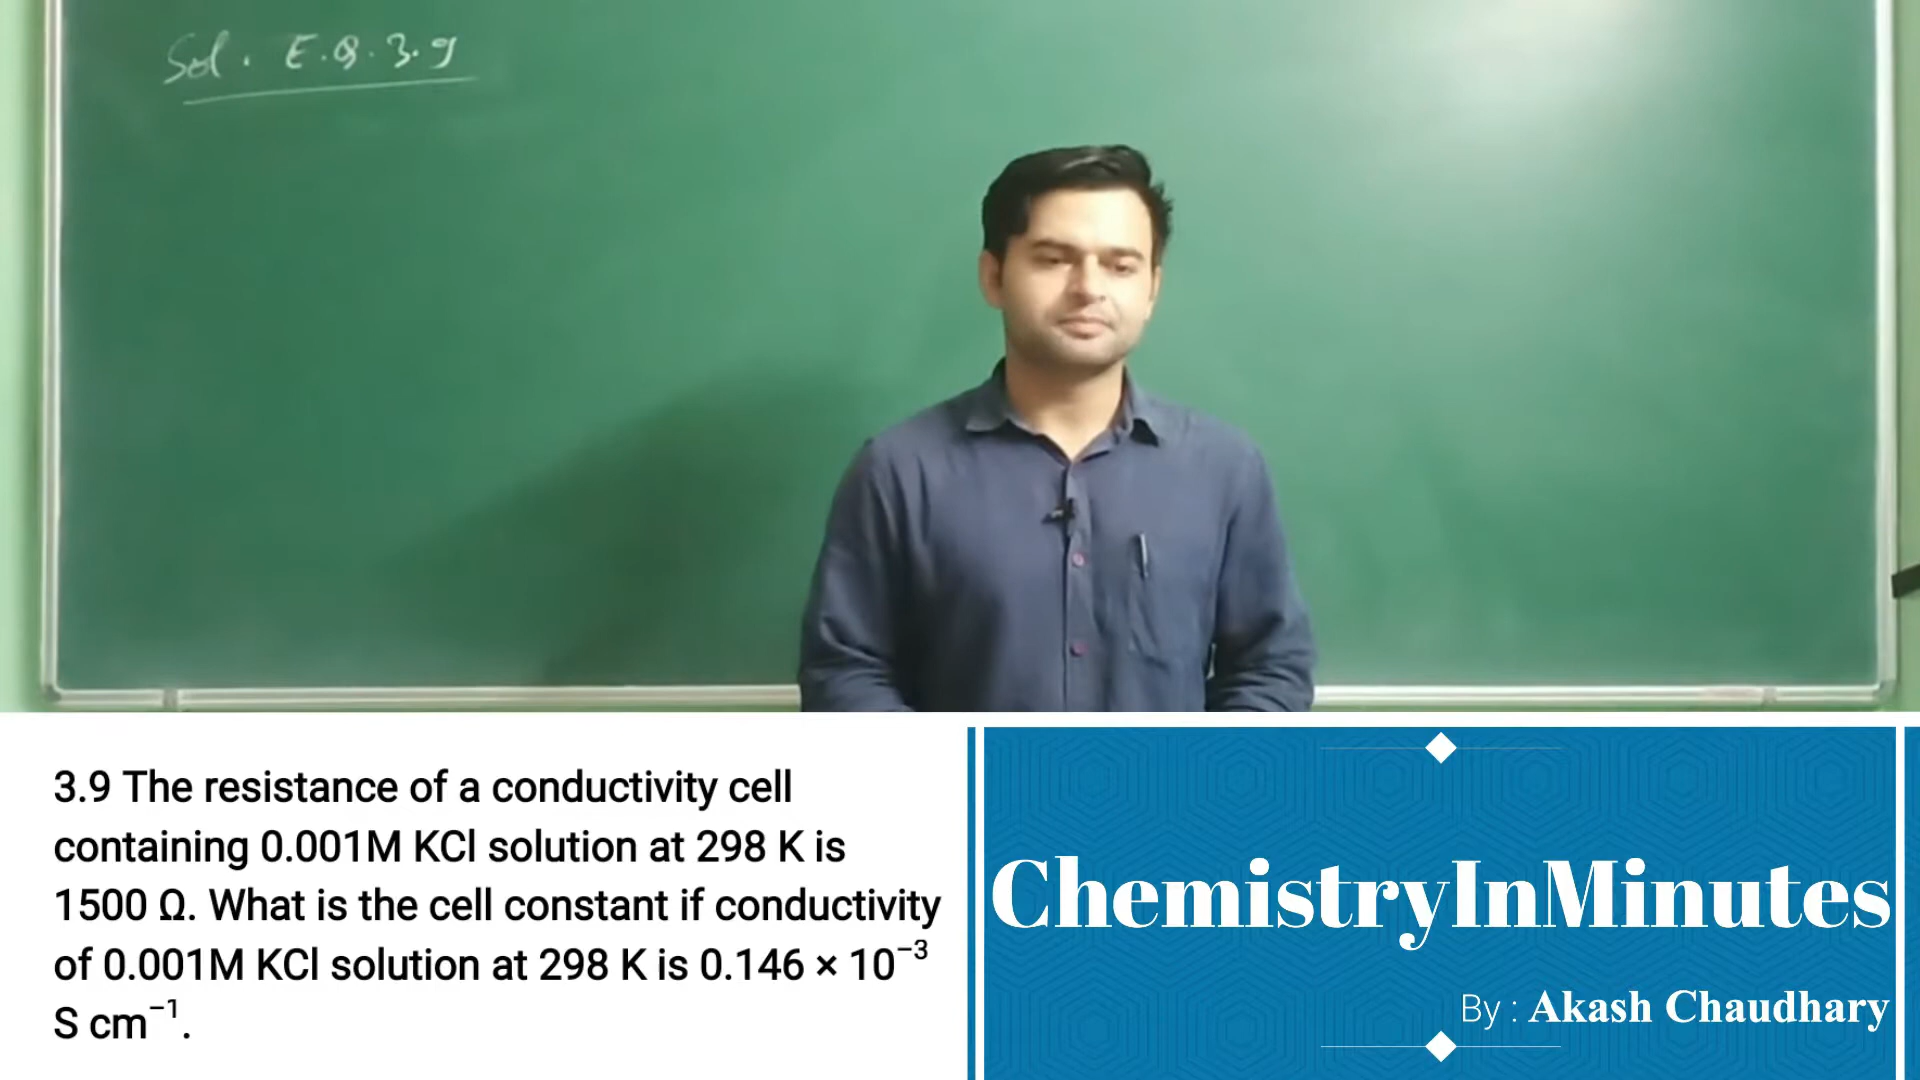 Sol. E.Q.3.9
3.9 The resistance of a conductivity cell
containing 0.001M KCl solution at 298 K is
1500 Ω. What is the cell constant if conductivity
of 0.001M KCl solution at 298 K is 0.146 × 10⁻³
S cm⁻¹.
ChemistryInMinutes
By : Akash Chaudhary